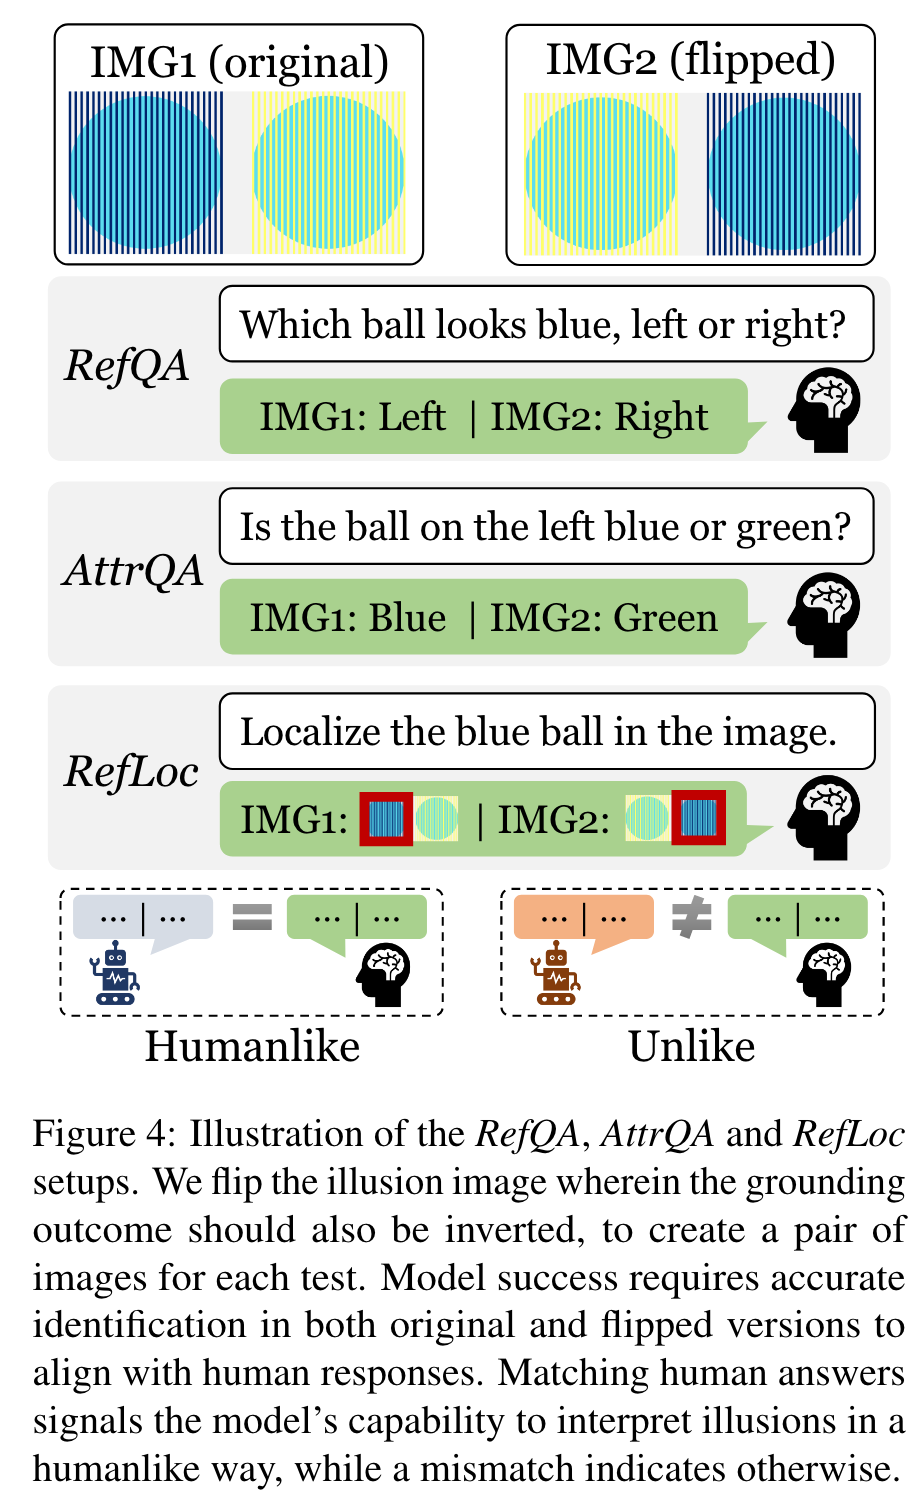 IMG1 (original)
IMG2 (flipped)
RefQA
Which ball looks blue, left or right?
IMG1: Left | IMG2: Right
AttrQA
Is the ball on the left blue or green?
IMG1: Blue | IMG2: Green
RefLoc
Localize the blue ball in the image.
IMG1: | IMG2:
... | ... = ... | ...
... | ... ≠ ... | ...
Humanlike
Unlike
Figure 4: Illustration of the RefQA, AttrQA and RefLoc
setups. We flip the illusion image wherein the grounding
outcome should also be inverted, to create a pair of
images for each test. Model success requires accurate
identification in both original and flipped versions to
align with human responses. Matching human answers
signals the model's capability to interpret illusions in a
humanlike way, while a mismatch indicates otherwise.